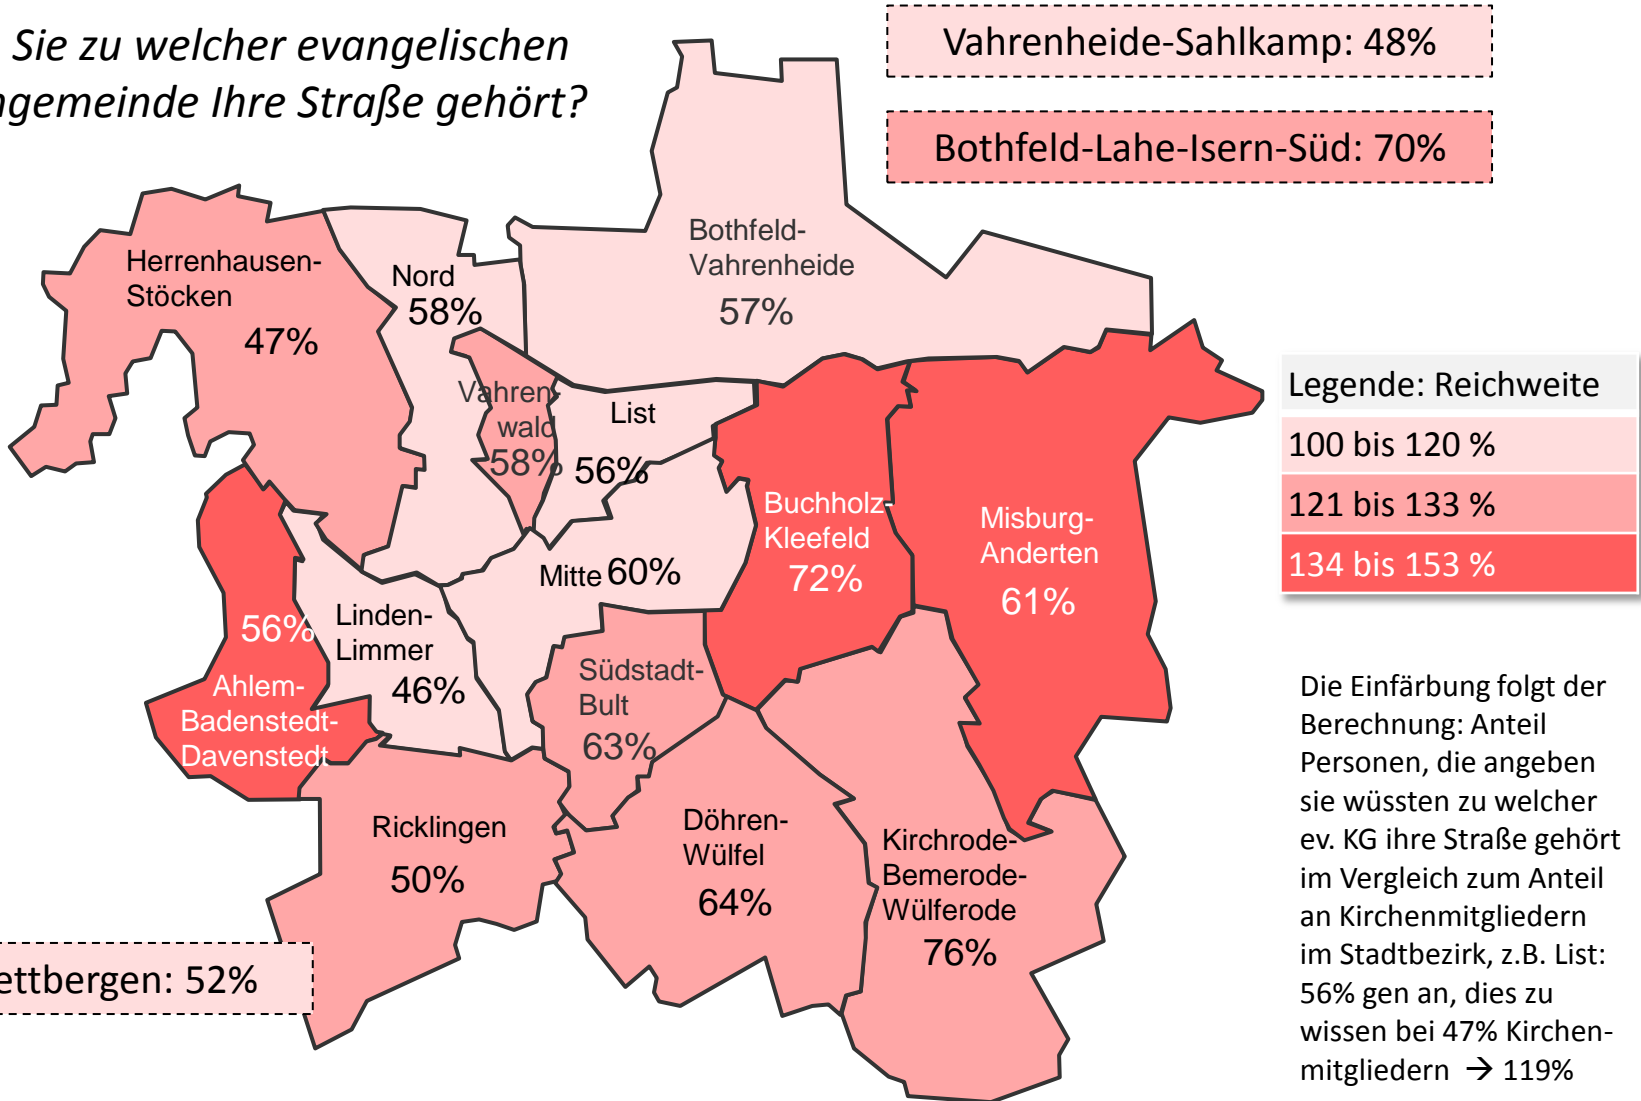 Sie zu welcher evangelischen
ngemeinde Ihre Straße gehört?
Vahrenheide-Sahlkamp: 48%
Bothfeld-Lahe-Isern-Süd: 70%
Herrenhausen-
Stöcken
47%
Nord
58%
Bothfeld-
Vahrenheide
57%
Vahren-
wald
58%
List
56%
Buchholz-
Kleefeld
72%
Misburg-
Anderten
61%
Mitte 60%
Linden-
Limmer
46%
56%
Ahlem-
Badenstedt-
Davenstedt
Südstadt-
Bult
63%
Ricklingen
50%
Döhren-
Wülfel
64%
Kirchrode-
Bemerode-
Wülferode
76%
ettbergen: 52%
Legende: Reichweite
100 bis 120 %
121 bis 133 %
134 bis 153 %
Die Einfärbung folgt der
Berechnung: Anteil
Personen, die angeben
sie wüssten zu welcher
ev. KG ihre Straße gehört
im Vergleich zum Anteil
an Kirchenmitgliedern
im Stadtbezirk, z.B. List:
56% gen an, dies zu
wissen bei 47% Kirchen-
mitgliedern → 119%